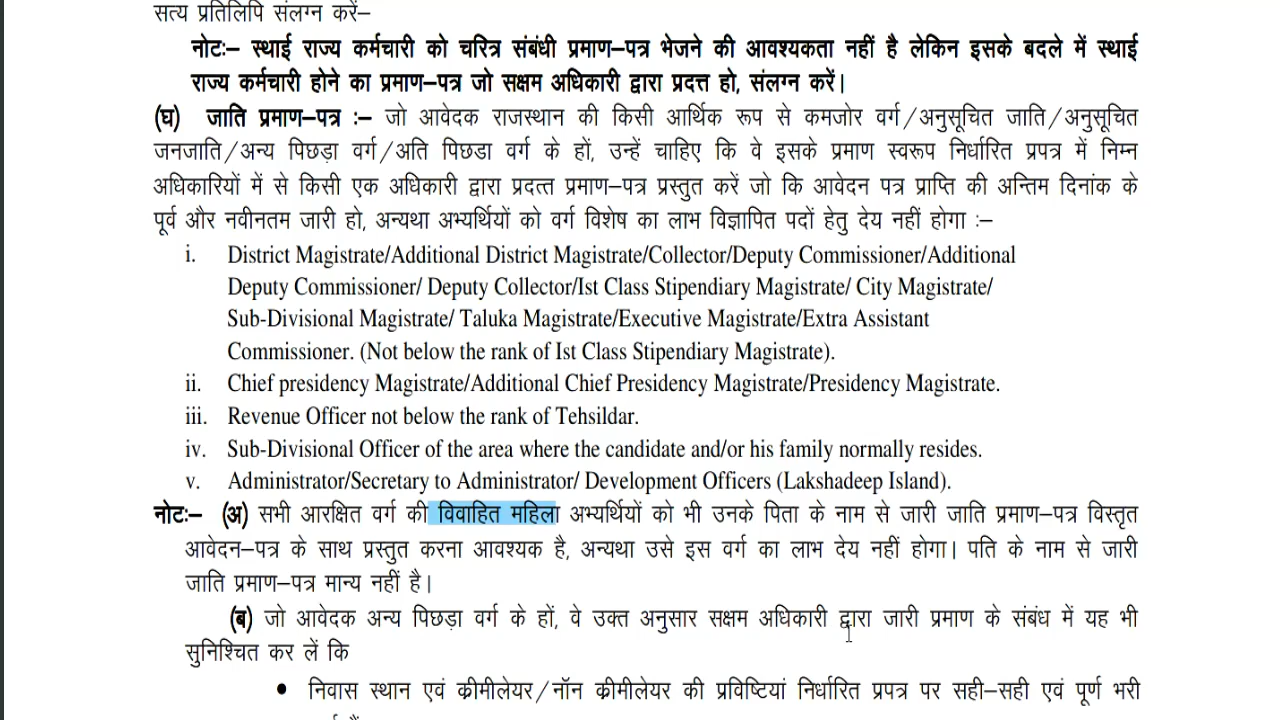 सत्य प्रतिलिपि संलग्न करें–
नोटः– स्थाई राज्य कर्मचारी को चरित्र संबंधी प्रमाण–पत्र भेजने की आवश्यकता नहीं है लेकिन इसके बदले में स्थाई
राज्य कर्मचारी होने का प्रमाण–पत्र जो सक्षम अधिकारी द्वारा प्रदत्त हो, संलग्न करें।
(घ) जाति प्रमाण–पत्र :– जो आवेदक राजस्थान की किसी आर्थिक रूप से कमजोर वर्ग/अनुसूचित जाति/अनुसूचित
जनजाति/अन्य पिछड़ा वर्ग/अति पिछडा वर्ग के हों, उन्हें चाहिए कि वे इसके प्रमाण स्वरूप निर्धारित प्रपत्र में निम्न
अधिकारियों में से किसी एक अधिकारी द्वारा प्रदत्त प्रमाण–पत्र प्रस्तुत करें जो कि आवेदन पत्र प्राप्ति की अन्तिम दिनांक के
पूर्व और नवीनतम जारी हो, अन्यथा अभ्यर्थियों को वर्ग विशेष का लाभ विज्ञापित पदों हेतु देय नहीं होगा :–
i. District Magistrate/Additional District Magistrate/Collector/Deputy Commissioner/Additional
Deputy Commissioner/ Deputy Collector/Ist Class Stipendiary Magistrate/ City Magistrate/
Sub-Divisional Magistrate/ Taluka Magistrate/Executive Magistrate/Extra Assistant
Commissioner. (Not below the rank of Ist Class Stipendiary Magistrate).
ii. Chief presidency Magistrate/Additional Chief Presidency Magistrate/Presidency Magistrate.
iii. Revenue Officer not below the rank of Tehsildar.
iv. Sub-Divisional Officer of the area where the candidate and/or his family normally resides.
v. Administrator/Secretary to Administrator/ Development Officers (Lakshadeep Island).
नोटः– (अ) सभी आरक्षित वर्ग की विवाहित महिला अभ्यर्थियों को भी उनके पिता के नाम से जारी जाति प्रमाण–पत्र विस्तृत
आवेदन–पत्र के साथ प्रस्तुत करना आवश्यक है, अन्यथा उसे इस वर्ग का लाभ देय नहीं होगा। पति के नाम से जारी
जाति प्रमाण–पत्र मान्य नहीं है।
(ब) जो आवेदक अन्य पिछड़ा वर्ग के हों, वे उक्त अनुसार सक्षम अधिकारी द्वारा जारी प्रमाण के संबंध में यह भी
सुनिश्चित कर लें कि
• निवास स्थान एवं क्रीमीलेयर/नॉन क्रीमीलेयर की प्रविष्टियां निर्धारित प्रपत्र पर सही–सही एवं पूर्ण भरी